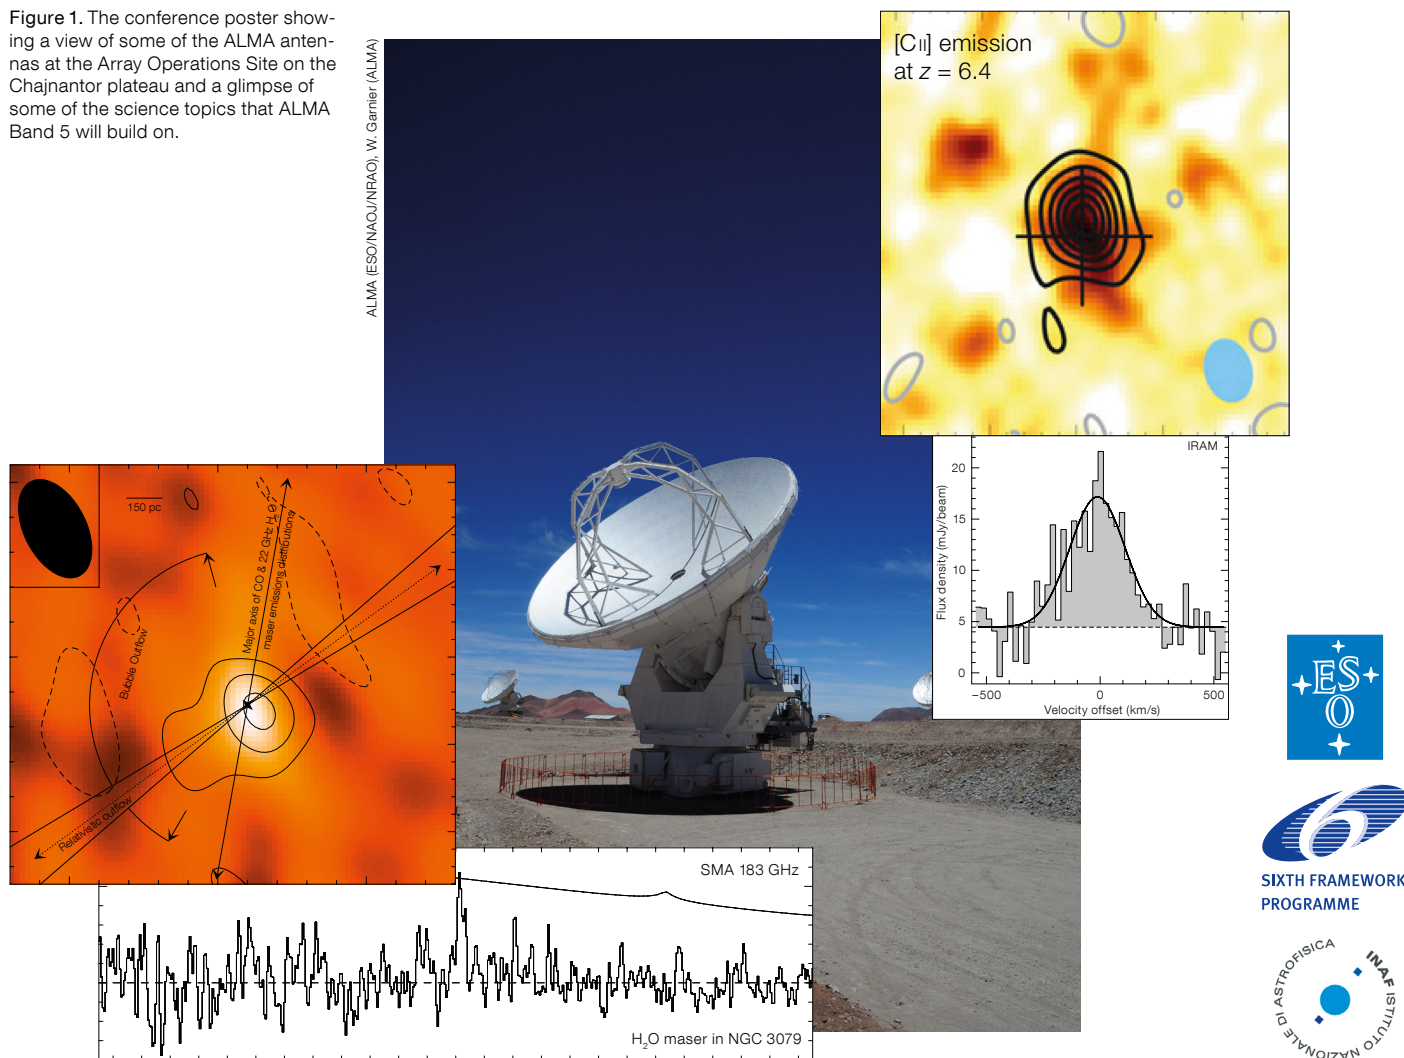 Figure 1. The conference poster show-
ing a view of some of the ALMA anten-
nas at the Array Operations Site on the
Chajnantor plateau and a glimpse of
some of the science topics that ALMA
Band 5 will build on.
ALMA (ESO/NAOJ/NRAO), W. Garnier (ALMA)
[CII] emission
at z = 6.4
IRAM
Flux density (mJy/beam)
20
15
10
5
0
−500
0
500
Velocity offset (km/s)
150 pc
Major axis of CO & 22 GHz H₂O
maser emissions distributions
Bubble Outflow
Relativistic outflow
SMA 183 GHz
H₂O maser in NGC 3079
ESO
6
SIXTH FRAMEWORK
PROGRAMME
INAF ISTITUTO NAZIONALE DI ASTROFISICA